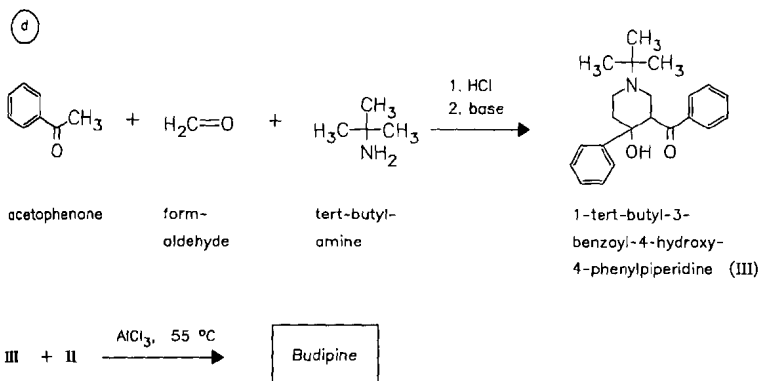 d
CH3
H3C CH3
1. HCl
2. base
CH3 + H2C=O + H3C CH3
O
CH3
NH2
N
OH O
acetophenone form- tert-butyl- 1-tert-butyl-3-
aldehyde amine benzoyl-4-hydroxy-
4-phenylpiperidine (III)
AlCl3, 55 ºC
III + II Budipine